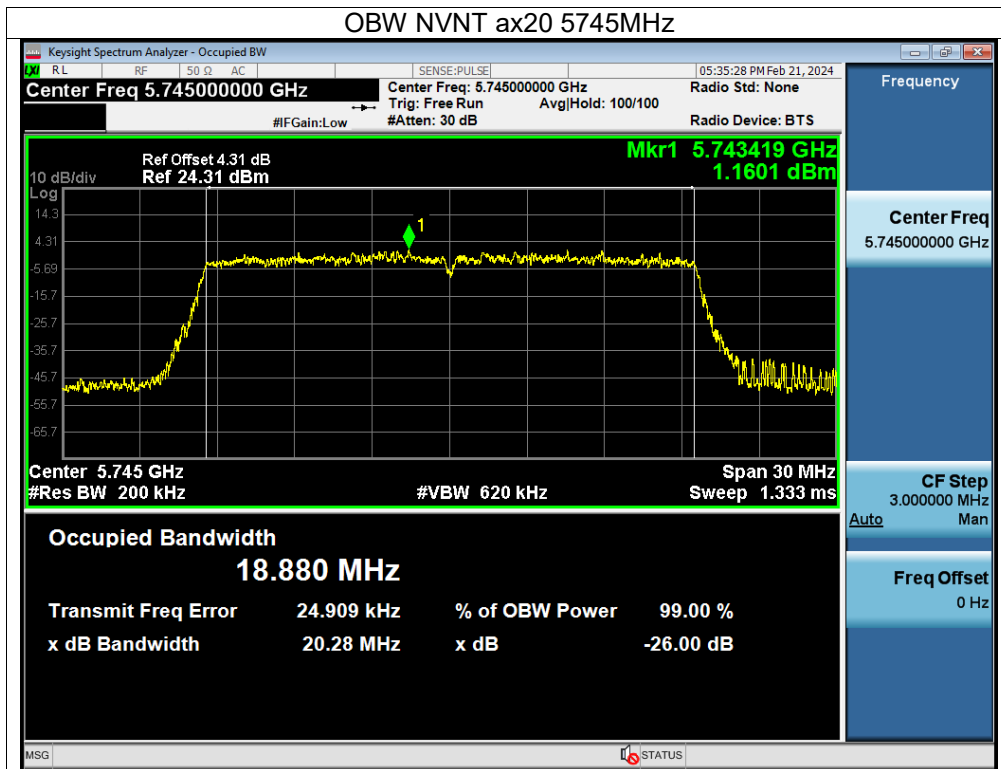 OBW NVNT ax20 5745MHz
Keysight Spectrum Analyzer - Occupied BW
LXI RL RF 50 Ω AC SENSE:PULSE 05:35:28 PM Feb 21, 2024
Center Freq 5.745000000 GHz
Center Freq: 5.745000000 GHz Radio Std: None
Trig: Free Run Avg|Hold: 100/100
#IFGain:Low #Atten: 30 dB Radio Device: BTS
Frequency
Mkr1 5.743419 GHz
1.1601 dBm
Ref Offset 4.31 dB
10 dB/div Ref 24.31 dBm
Log
14.3
4.31
-5.69
-15.7
-25.7
-35.7
-45.7
-55.7
-65.7
1
Center 5.745 GHz Span 30 MHz
#Res BW 200 kHz #VBW 620 kHz Sweep 1.333 ms
Center Freq
5.745000000 GHz
CF Step
3.000000 MHz
Auto Man
Freq Offset
0 Hz
Occupied Bandwidth
18.880 MHz
Transmit Freq Error 24.909 kHz % of OBW Power 99.00 %
x dB Bandwidth 20.28 MHz x dB -26.00 dB
MSG STATUS